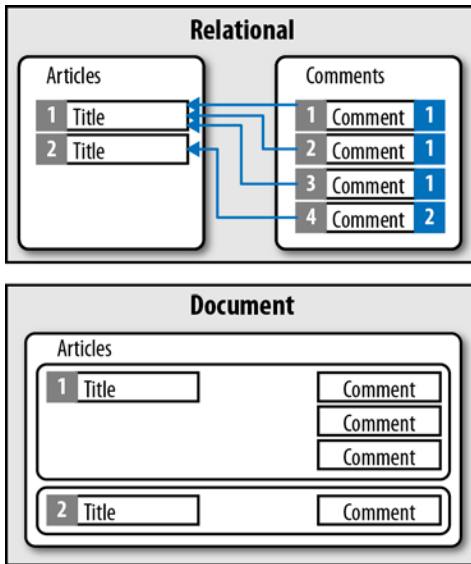 Relational
Articles
Comments
1 Title
1 Comment 1
2 Title
2 Comment 1
3 Comment 1
4 Comment 2
Document
Articles
1 Title
Comment
Comment
Comment
2 Title
Comment